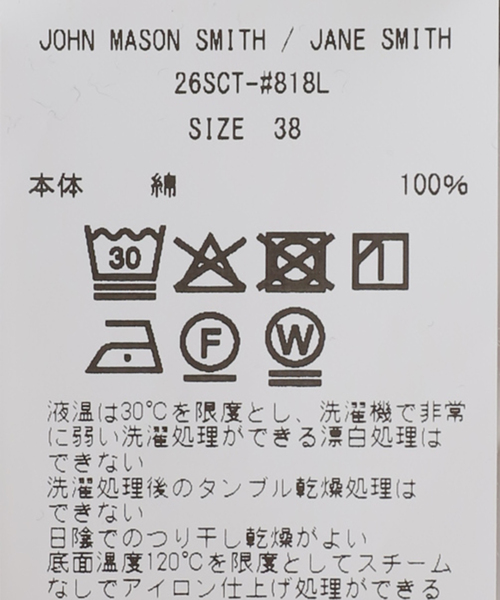 JOHN MASON SMITH / JANE SMITH
26SCT-#818L
SIZE 38
本体 綿 100%
30
F W
液温は30℃を限度とし、洗濯機で非常
に弱い洗濯処理ができる漂白処理は
できない
洗濯処理後のタンブル乾燥処理は
できない
日陰でのつり干し乾燥がよい
底面温度120℃を限度としてスチーム
なしでアイロン仕上げ処理ができる